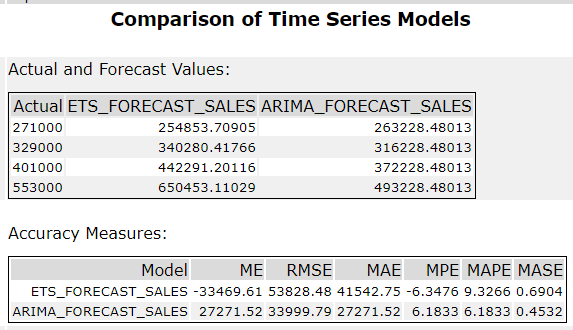 Comparison of Time Series Models
Actual and Forecast Values:
Actual ETS_FORECAST_SALES ARIMA_FORECAST_SALES
271000 254853.70905 263228.48013
329000 340280.41766 316228.48013
401000 442291.20116 372228.48013
553000 650453.11029 493228.48013
Accuracy Measures:
Model ME RMSE MAE MPE MAPE MASE
ETS_FORECAST_SALES -33469.61 53828.48 41542.75 -6.3476 9.3266 0.6904
ARIMA_FORECAST_SALES 27271.52 33999.79 27271.52 6.1833 6.1833 0.4532